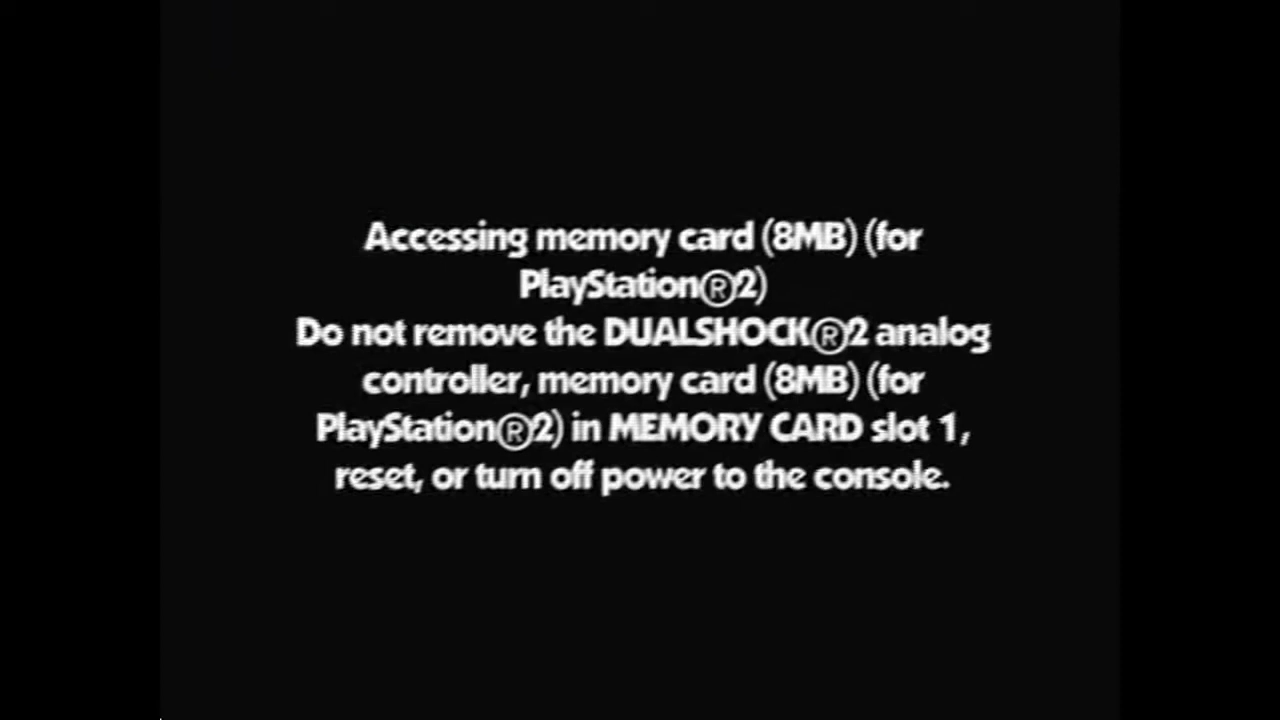 Accessing memory card (8MB) (for
PlayStation®2)
Do not remove the DUALSHOCK®2 analog
controller, memory card (8MB) (for
PlayStation®2) in MEMORY CARD slot 1,
reset, or turn off power to the console.